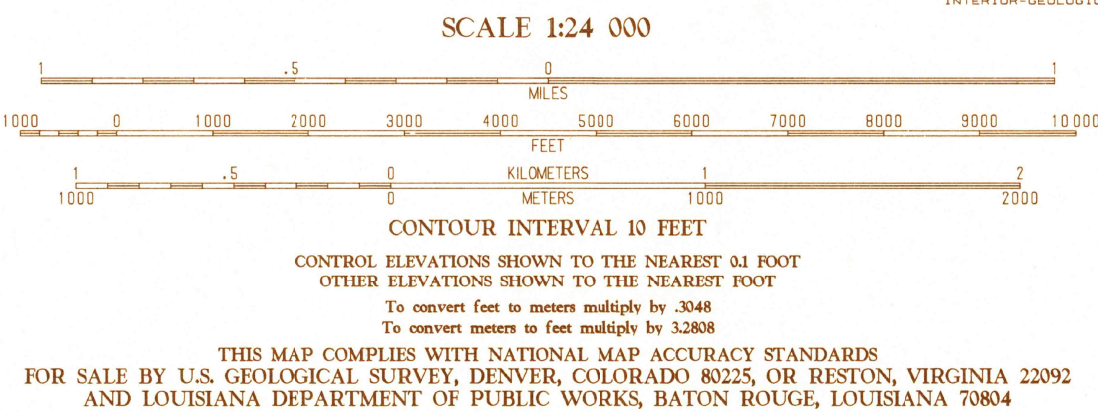 INTERIOR-GEOLOGIC
SCALE 1:24 000
1 .5 0 1
MILES
1000 0 1000 2000 3000 4000 5000 6000 7000 8000 9000 10 000
FEET
1 .5 0 KILOMETERS 1 2
1000 0 METERS 1000 2000
CONTOUR INTERVAL 10 FEET
CONTROL ELEVATIONS SHOWN TO THE NEAREST 0.1 FOOT
OTHER ELEVATIONS SHOWN TO THE NEAREST FOOT
To convert feet to meters multiply by .3048
To convert meters to feet multiply by 3.2808
THIS MAP COMPLIES WITH NATIONAL MAP ACCURACY STANDARDS
FOR SALE BY U.S. GEOLOGICAL SURVEY, DENVER, COLORADO 80225, OR RESTON, VIRGINIA 22092
AND LOUISIANA DEPARTMENT OF PUBLIC WORKS, BATON ROUGE, LOUISIANA 70804